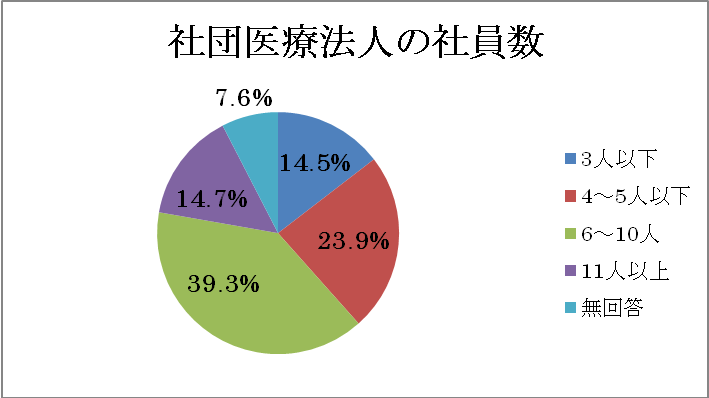 社団医療法人の社員数
7.6%
14.5%
14.7%
23.9%
39.3%
3人以下
4～5人以下
6～10人
11人以上
無回答